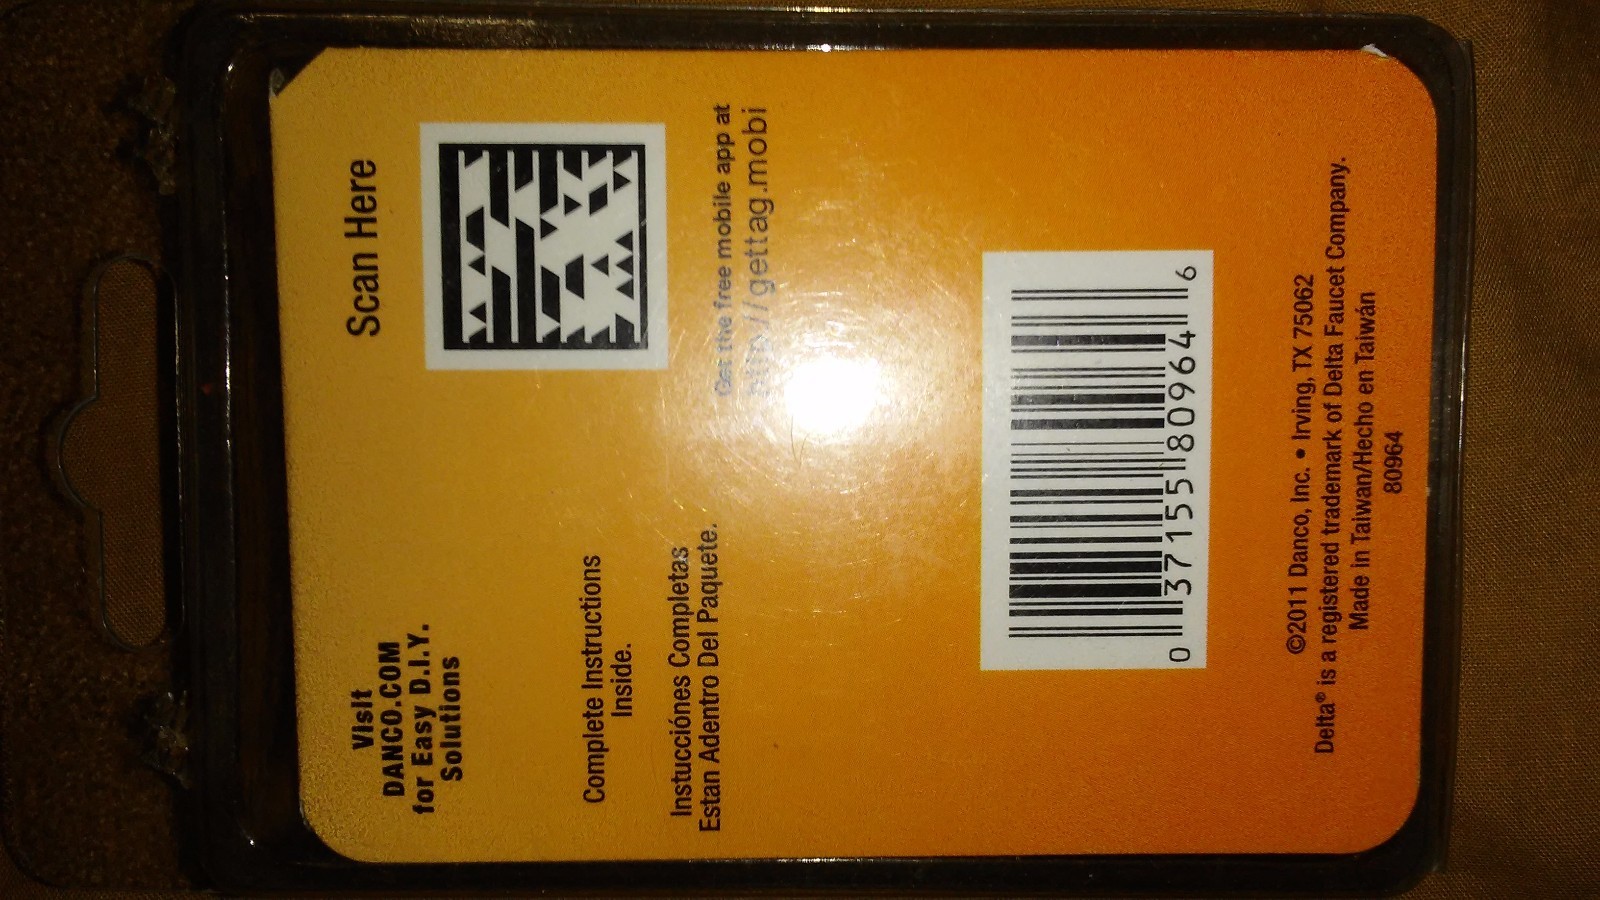 Visit
DANCO.COM
for Easy D.I.Y.
Solutions
Scan Here
Complete Instructions
Inside.
Instucciónes Completas
Estan Adentro Del Paquete.
Get the free mobile app at
http://gettag.mobi
0 37155 80964 6
©2011 Danco, Inc. • Irving, TX 75062
Delta® is a registered trademark of Delta Faucet Company.
Made in Taiwan/Hecho en Taiwán
80964